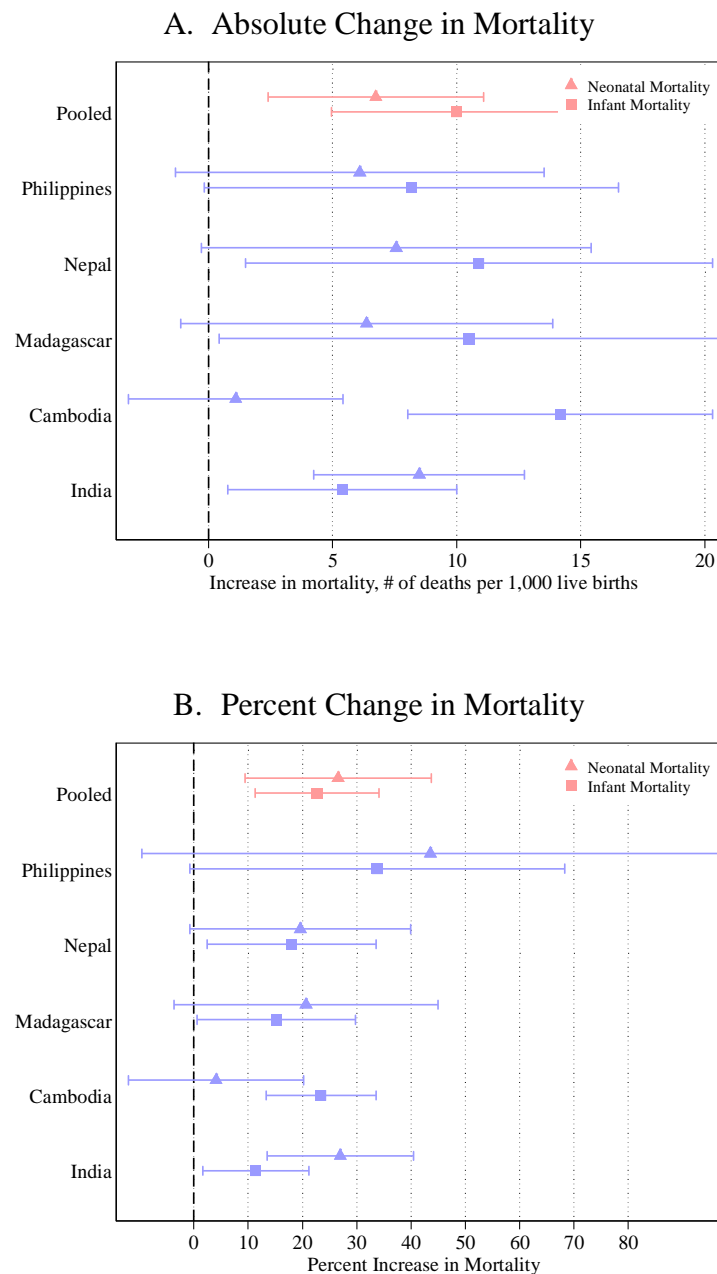 A. Absolute Change in Mortality
Neonatal Mortality
Infant Mortality
Pooled
Philippines
Nepal
Madagascar
Cambodia
India
0 5 10 15 20
Increase in mortality, # of deaths per 1,000 live births
B. Percent Change in Mortality
Neonatal Mortality
Infant Mortality
Pooled
Philippines
Nepal
Madagascar
Cambodia
India
0 10 20 30 40 50 60 70 80
Percent Increase in Mortality